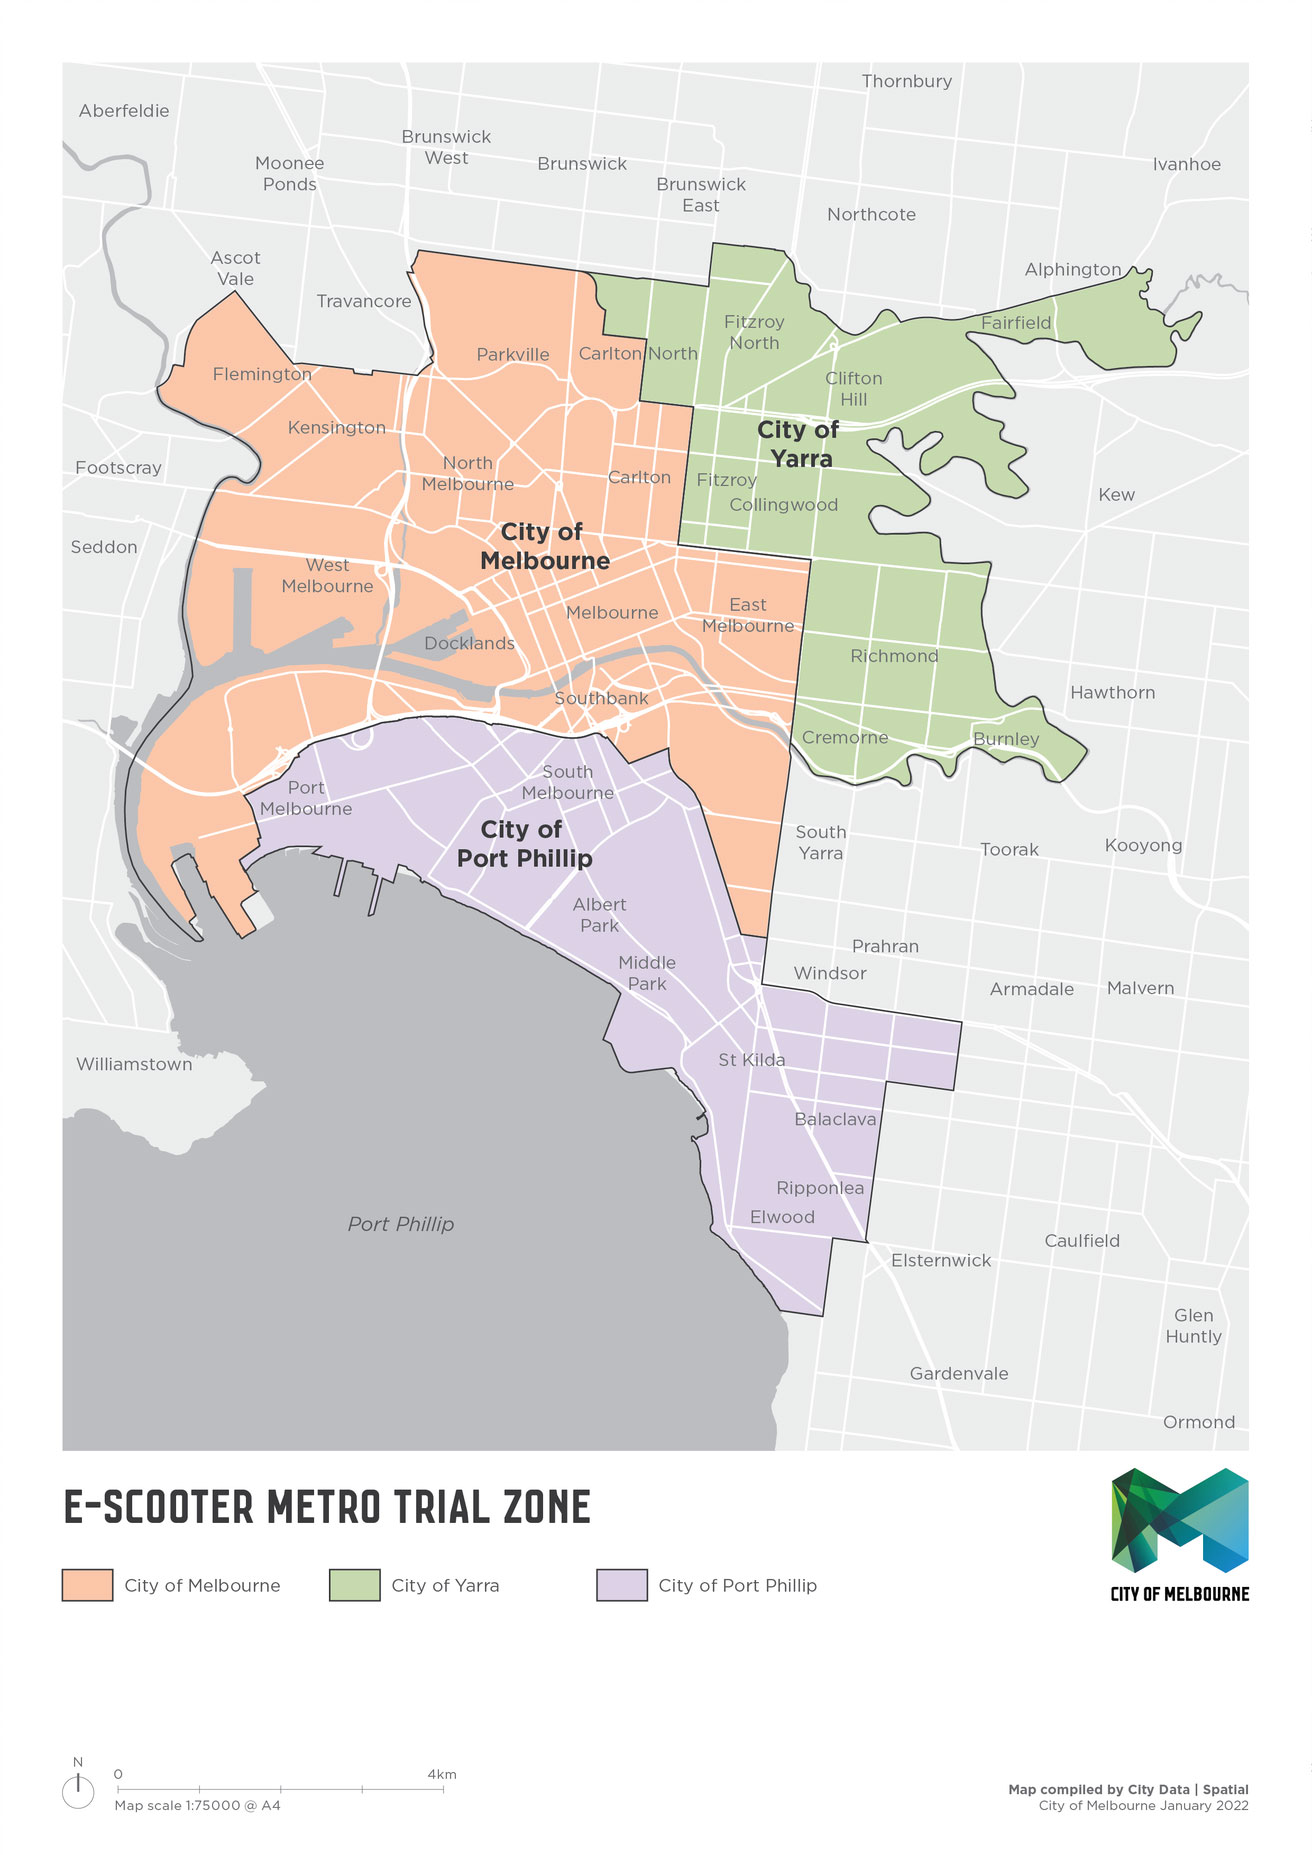 Thornbury
Aberfeldie
Brunswick
West
Moonee
Ponds
Brunswick
Ivanhoe
Brunswick
East
Northcote
Ascot
Vale
Alphington
Travancore
Fitzroy
North
Fairfield
Parkville
Carlton North
Flemington
Clifton
Hill
Kensington
City of
Yarra
Footscray
North
Melbourne
Carlton
Fitzroy
Kew
Collingwood
City of
Melbourne
Seddon
West
Melbourne
Melbourne
East
Melbourne
Docklands
Richmond
Hawthorn
Southbank
Cremorne
Burnley
South
Melbourne
Port
Melbourne
City of
Port Phillip
South
Yarra
Toorak
Kooyong
Albert
Park
Prahran
Middle
Park
Windsor
Armadale
Malvern
Williamstown
St Kilda
Balaclava
Ripponlea
Elwood
Port Phillip
Caulfield
Elsternwick
Glen
Huntly
Gardenvale
Ormond
E-SCOOTER METRO TRIAL ZONE
City of Melbourne
City of Yarra
City of Port Phillip
CITY OF MELBOURNE
N
0
4km
Map scale 1:75000 @ A4
Map compiled by City Data | Spatial
City of Melbourne January 2022